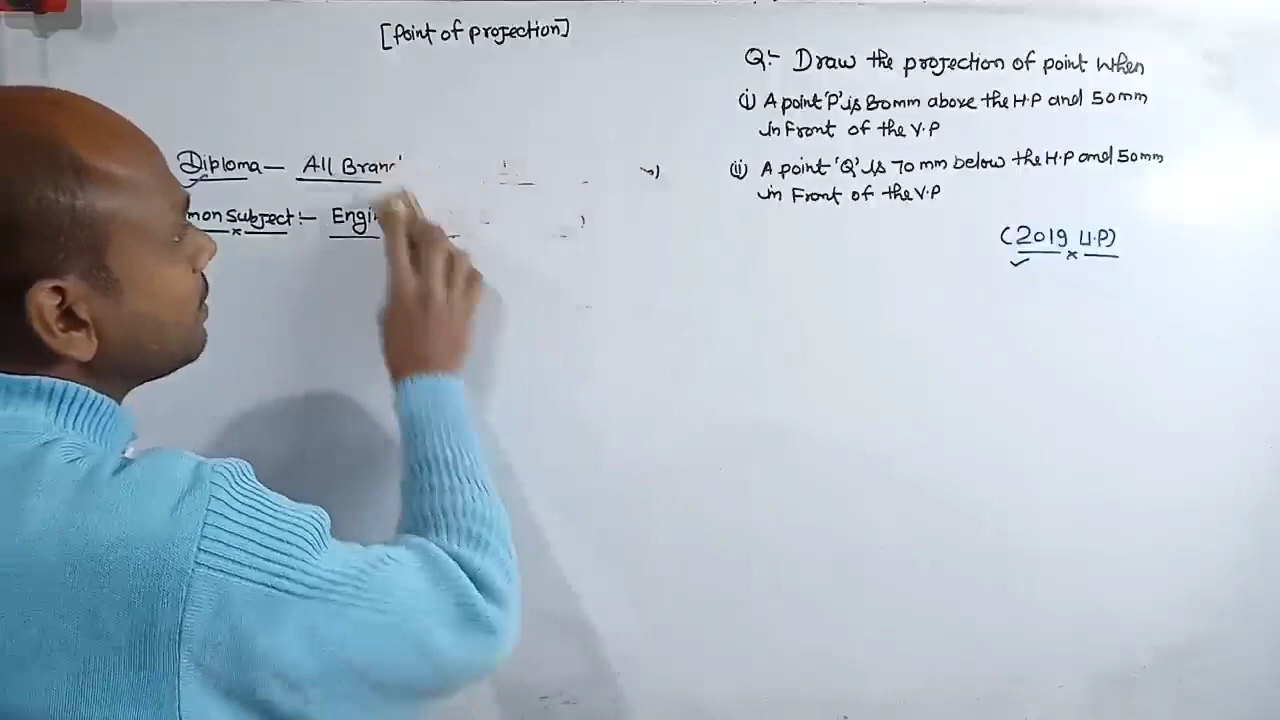 [Point of projection]
Diploma - All Bran
mon Subject :- Engi
Q:- Draw the projection of point when
(i) A point 'P' is 80mm above the H.P and 50mm
in Front of the V.P
(ii) A point 'Q' is 70 mm below the H.P and 50mm
in Front of the V.P
(2019 U.P)